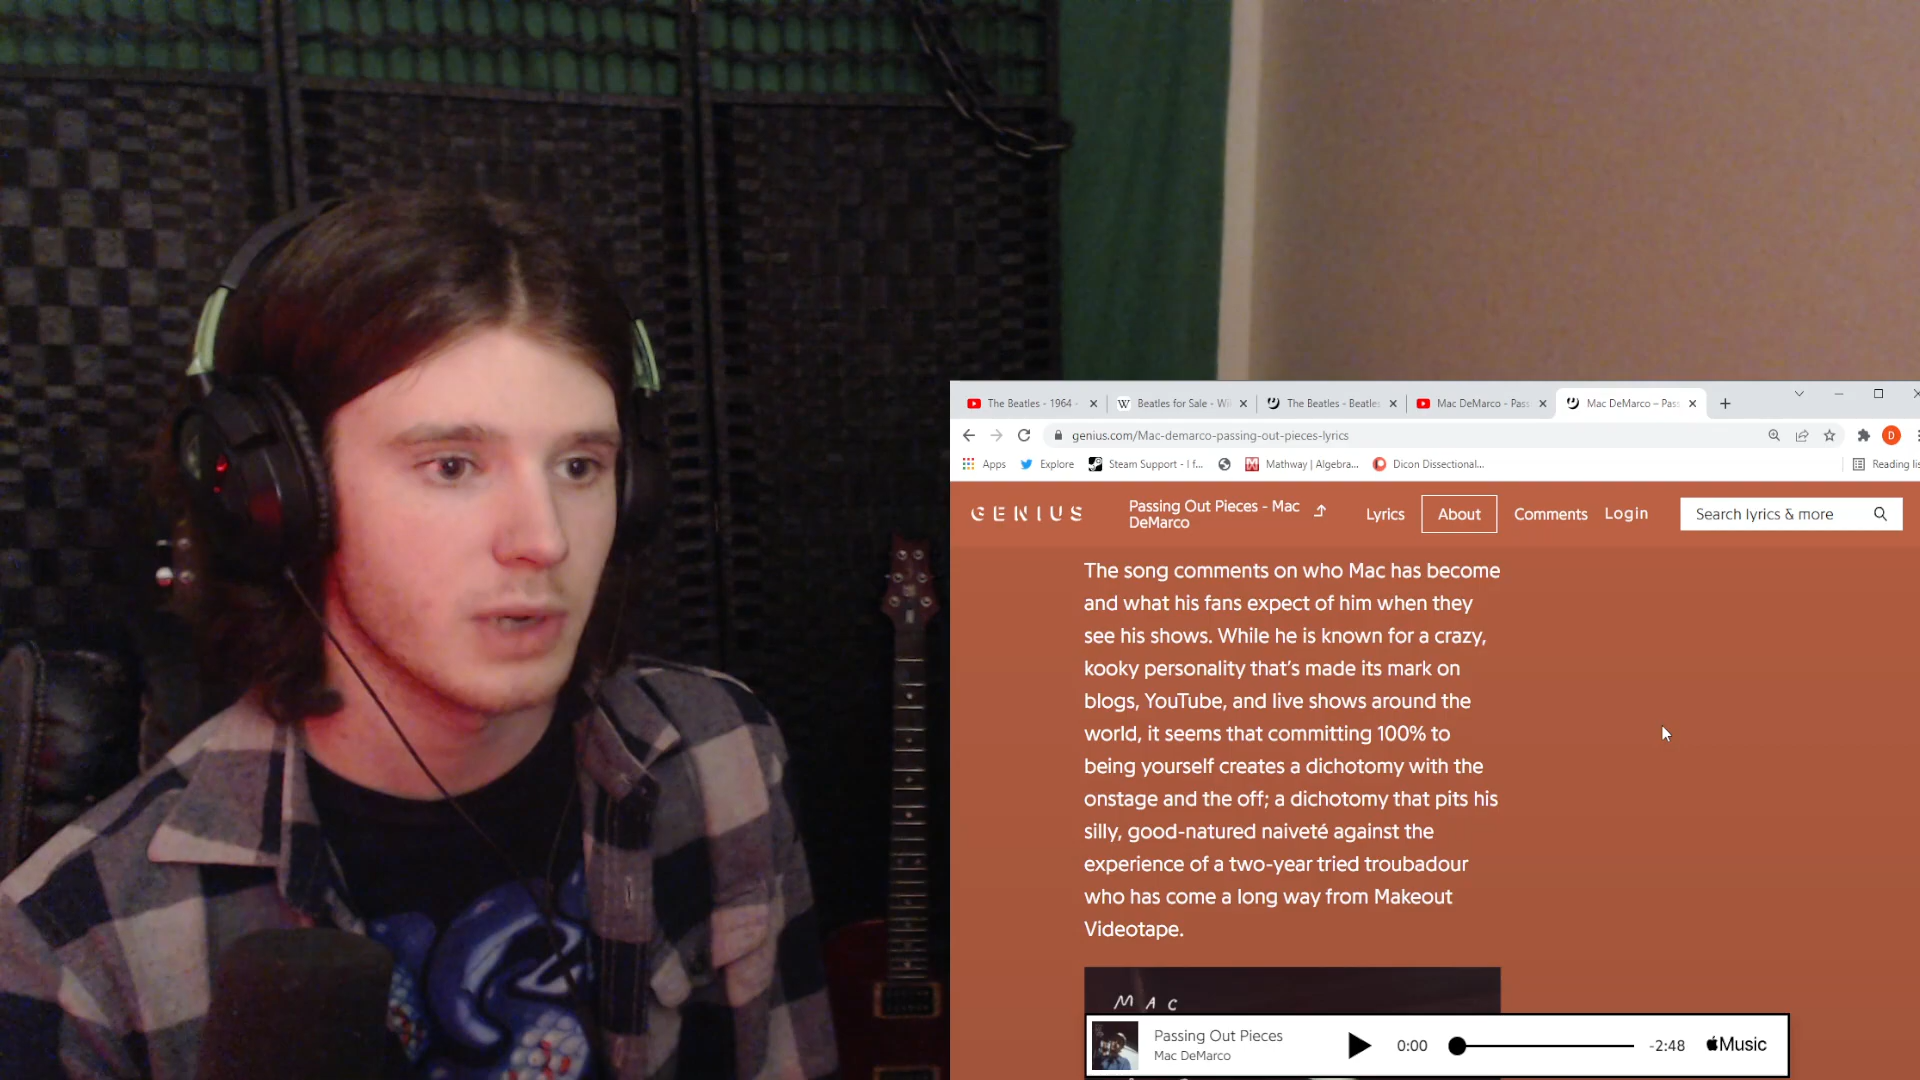 The Beatles - 1964 -
Beatles for Sale - Wi
The Beatles - Beatles
Mac DeMarco - Pass
Mac DeMarco – Pass
genius.com/Mac-demarco-passing-out-pieces-lyrics
Apps
Explore
Steam Support - I f...
Mathway | Algebra...
Dicon Dissectional...
Reading lis
GENIUS
Passing Out Pieces - Mac
DeMarco
Lyrics
About
Comments
Login
Search lyrics & more
The song comments on who Mac has become
and what his fans expect of him when they
see his shows. While he is known for a crazy,
kooky personality that's made its mark on
blogs, YouTube, and live shows around the
world, it seems that committing 100% to
being yourself creates a dichotomy with the
onstage and the off; a dichotomy that pits his
silly, good-natured naiveté against the
experience of a two-year tried troubadour
who has come a long way from Makeout
Videotape.
MAC
Passing Out Pieces
Mac DeMarco
0:00
-2:48
Music